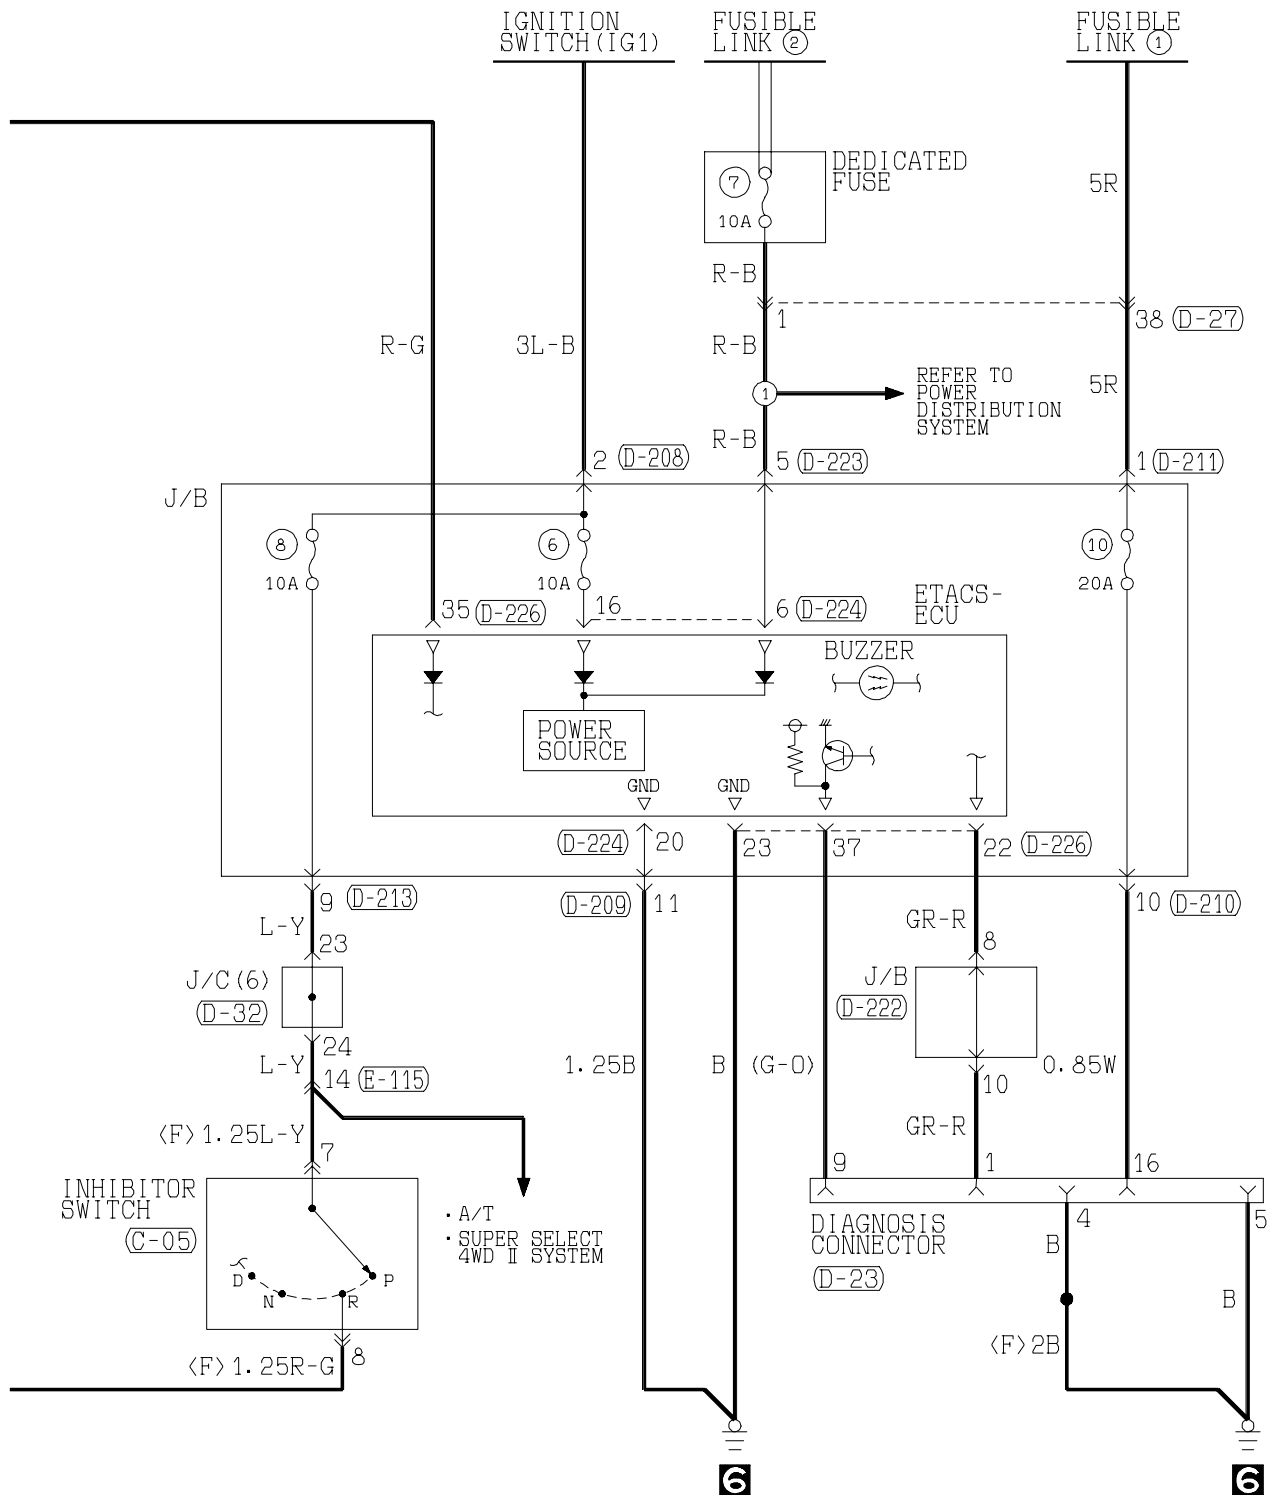 IGNITION
SWITCH(IG1)
FUSIBLE
LINK ②
FUSIBLE
LINK ①
DEDICATED
FUSE
7
10A
5R
R-B
1
38 (D-27)
R-G
3L-B
R-B
1
REFER TO
POWER
DISTRIBUTION
SYSTEM
5R
R-B
2 (D-208)
5 (D-223)
1 (D-211)
J/B
8
10A
6
10A
10
20A
35 (D-226)
16
6 (D-224)
ETACS-
ECU
BUZZER
POWER
SOURCE
GND
GND
(D-224) 20
23
37
22 (D-226)
9 (D-213)
(D-209) 11
10 (D-210)
L-Y
23
GR-R
8
J/C(6)
(D-32)
J/B
(D-222)
24
L-Y
14 (E-115)
1.25B
B
(G-O)
0.85W
10
GR-R
<F>1.25L-Y
7
9
1
16
INHIBITOR
SWITCH
(C-05)
D
N
R
P
· A/T
· SUPER SELECT
4WD Ⅱ SYSTEM
DIAGNOSIS
CONNECTOR
(D-23)
4
5
B
B
<F>2B
8
<F>1.25R-G
6
6